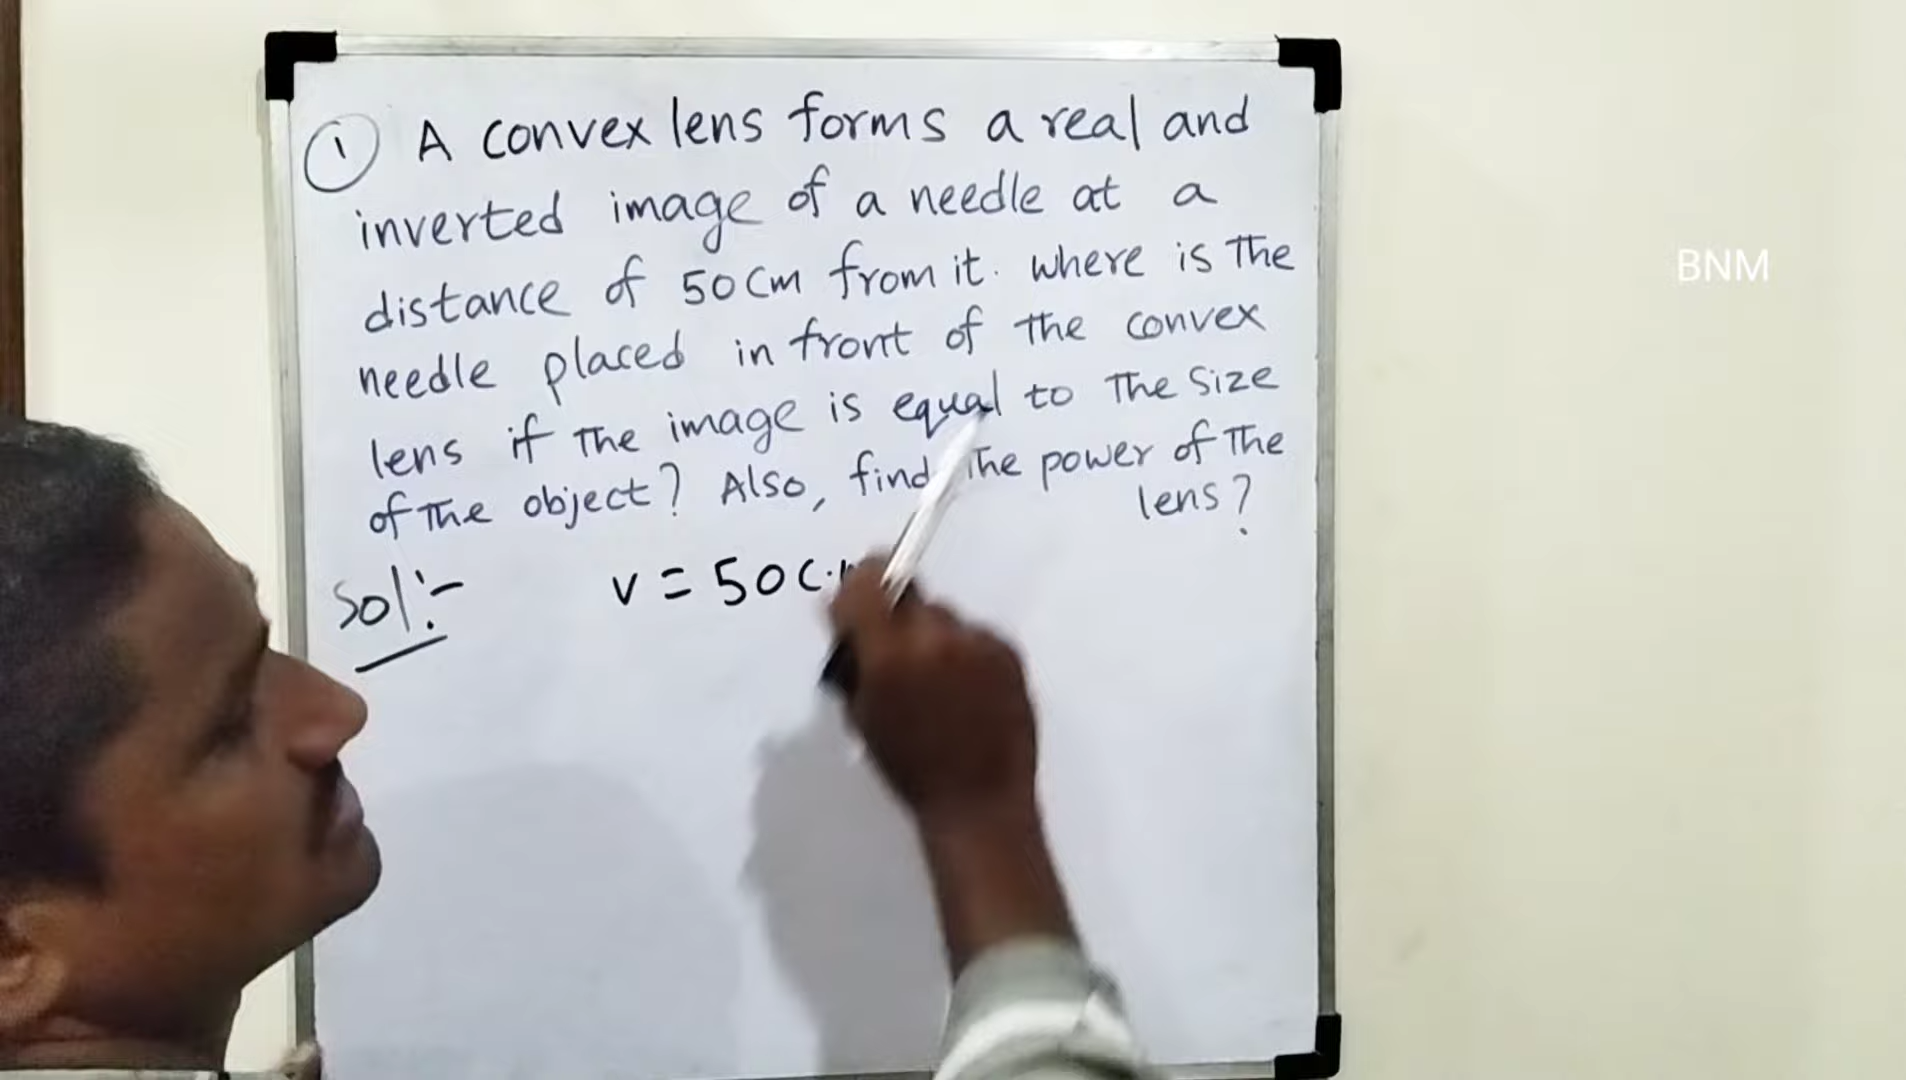 ① A convex lens forms a real and
inverted image of a needle at a
distance of 50cm from it. where is the
needle placed in front of the convex
lens if the image is equal to the size
of the object? Also, find the power of the
lens?
Sol:-
v = 50 c.m
BNM